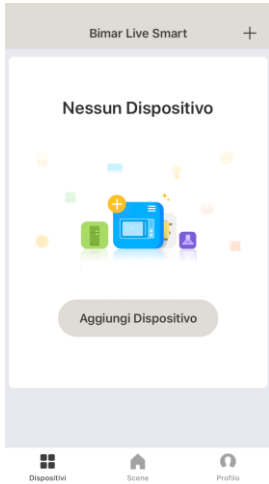 Bimar Live Smart
Nessun Dispositivo
Aggiungi Dispositivo
Dispositivi
Scene
Profilo